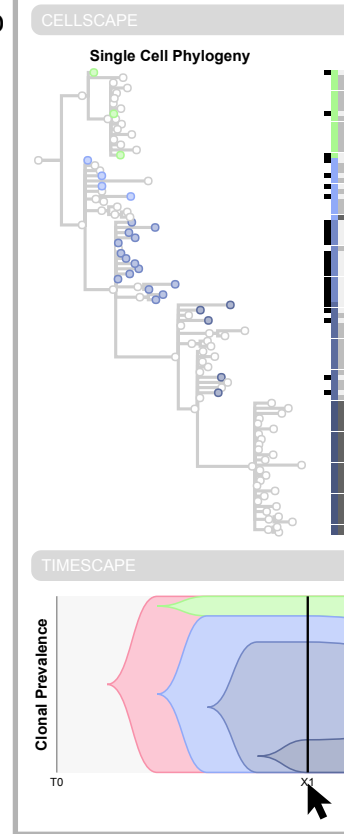 CELLSCAPE
Single Cell Phylogeny
TIMESCAPE
Clonal Prevalence
T0
X1